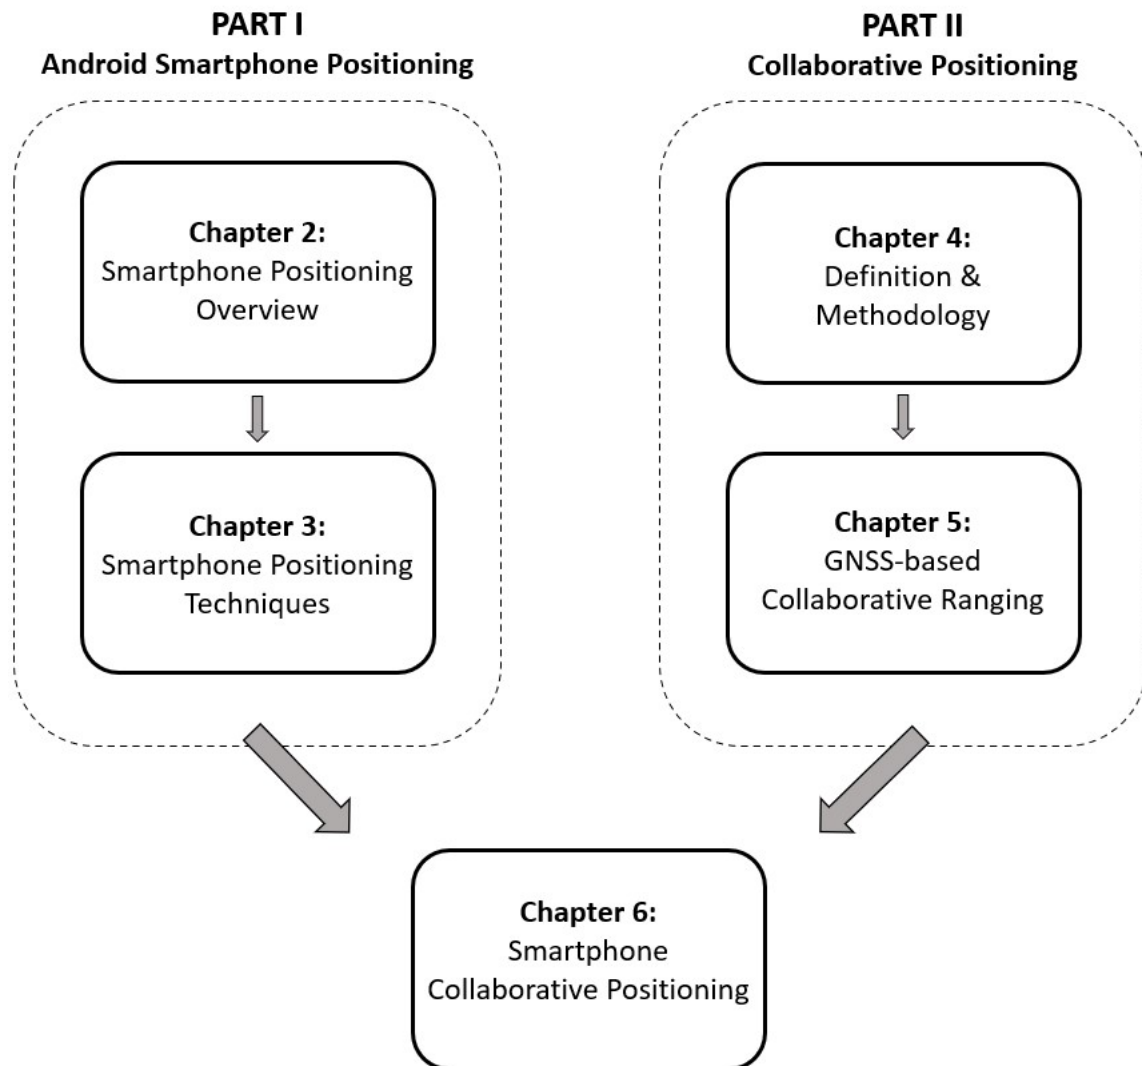 PART I
Android Smartphone Positioning
Chapter 2:
Smartphone Positioning
Overview
Chapter 3:
Smartphone Positioning
Techniques
PART II
Collaborative Positioning
Chapter 4:
Definition &
Methodology
Chapter 5:
GNSS-based
Collaborative Ranging
Chapter 6:
Smartphone
Collaborative Positioning